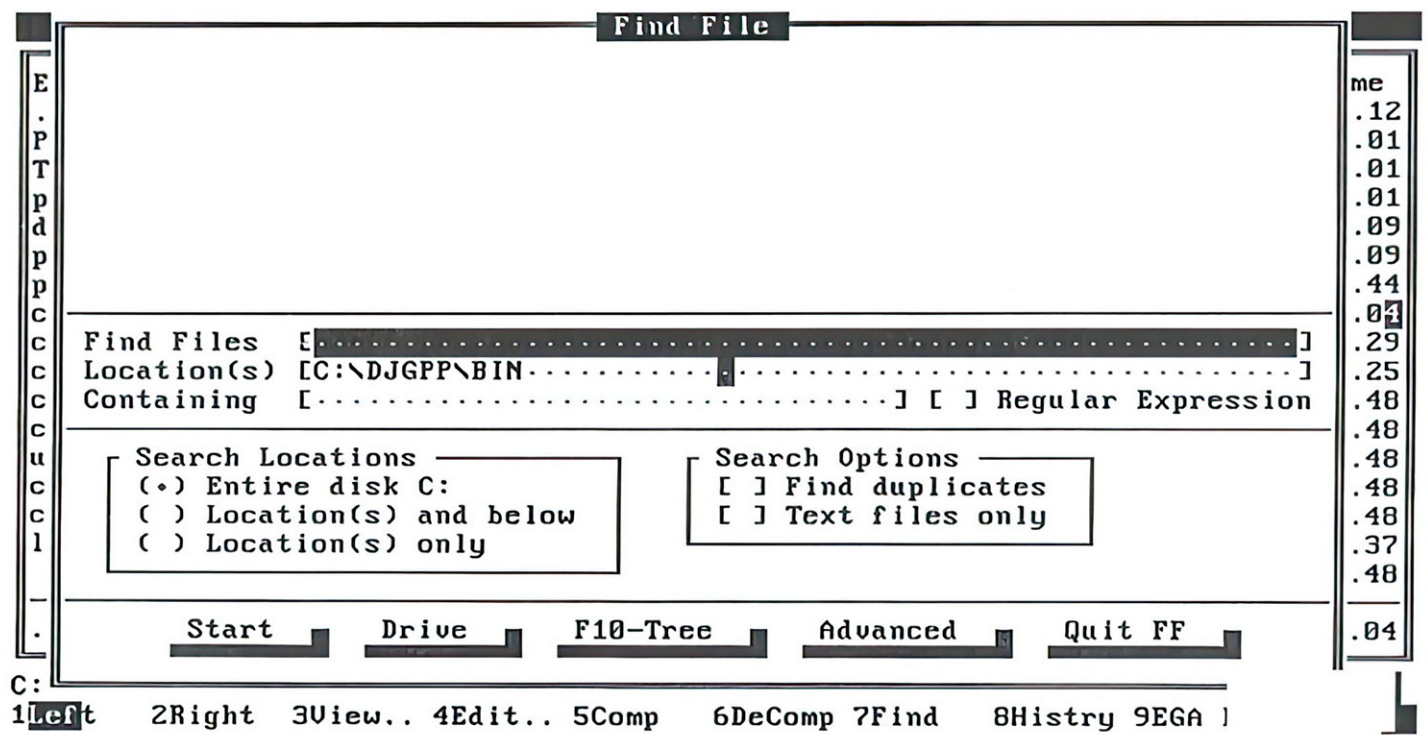 Find File
E me
. .12
P .01
T .01
p .01
d .09
p .09
p .44
c .04
c Find Files [ ] .29
c Location(s) [C:\DJGPP\BIN ] .25
c Containing [ ] [ ] Regular Expression .48
c .48
u Search Locations Search Options .48
c (•) Entire disk C: [ ] Find duplicates .48
c ( ) Location(s) and below [ ] Text files only .48
l ( ) Location(s) only .37
.48
. Start Drive F10-Tree Advanced Quit FF .04
C:
1Left 2Right 3View.. 4Edit.. 5Comp 6DeComp 7Find 8Histry 9EGA